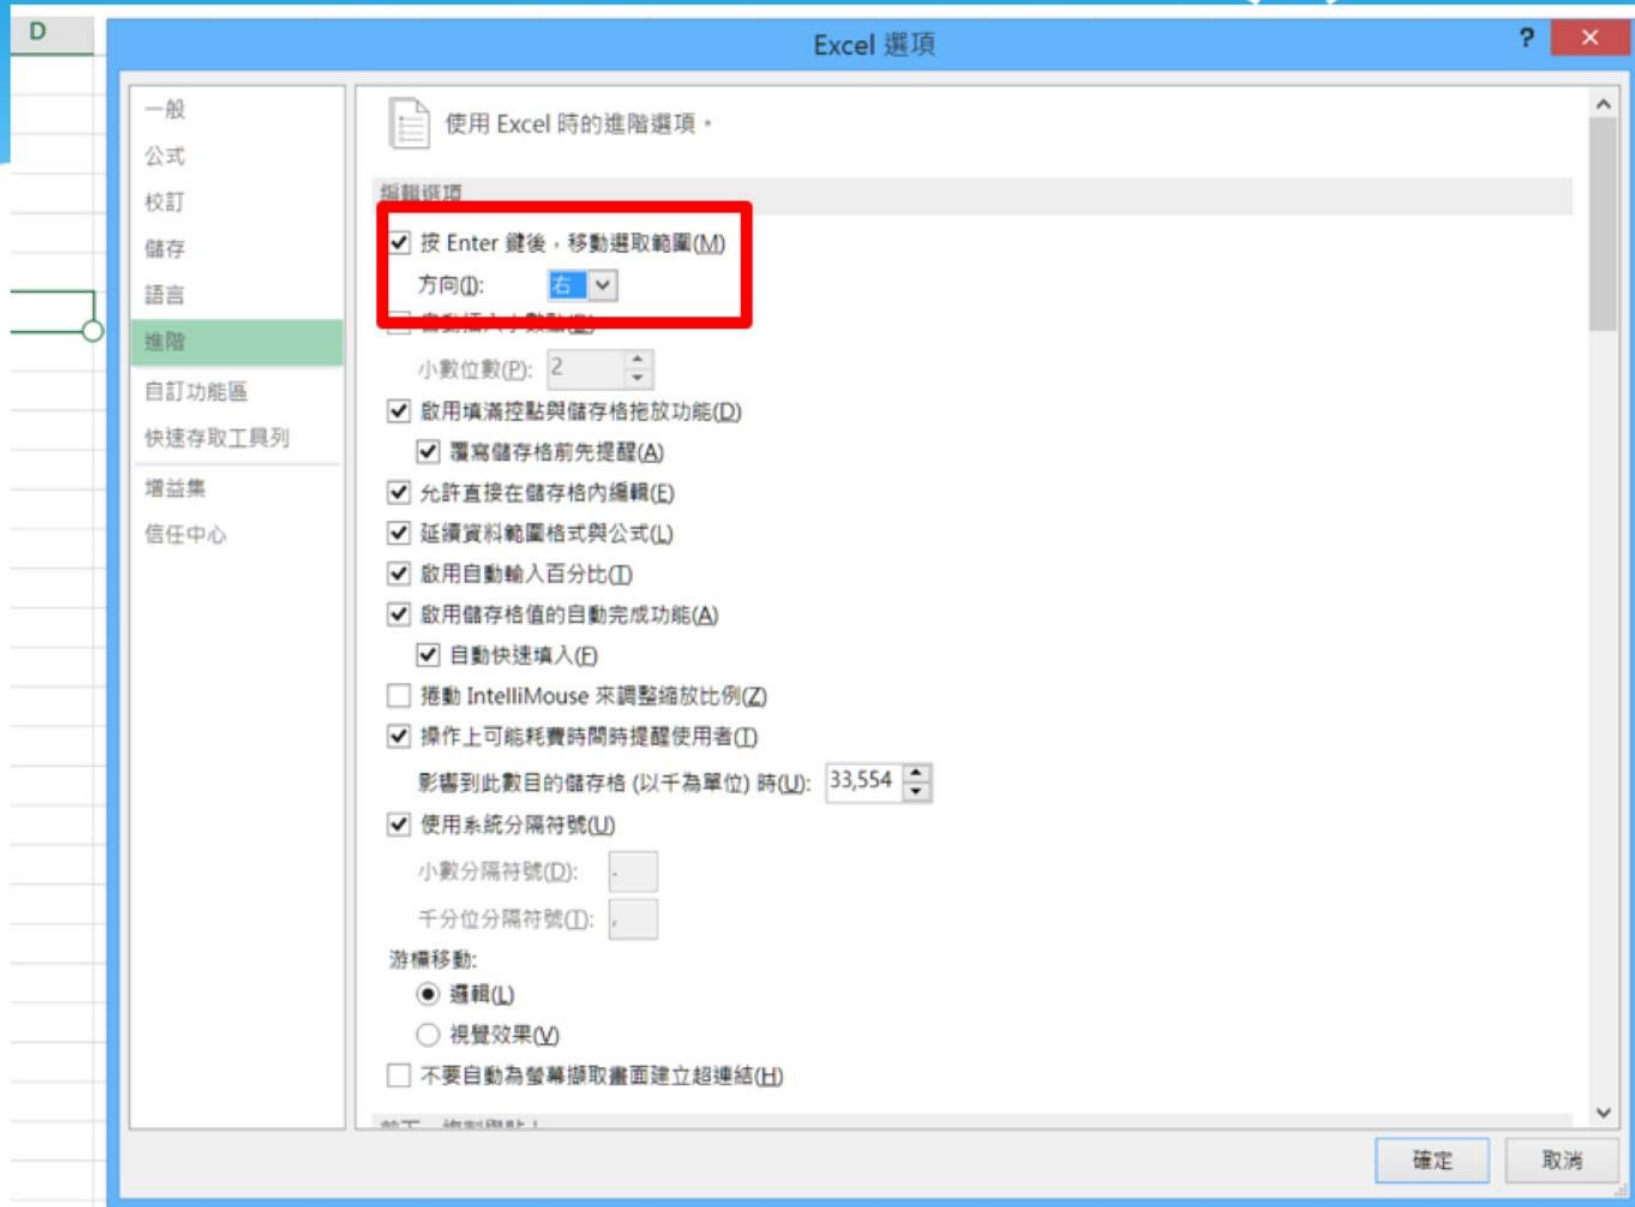 D
Excel 選項
?
一般
公式
校訂
儲存
語言
進階
自訂功能區
快速存取工具列
增益集
信任中心
使用 Excel 時的進階選項。
編輯選項
按 Enter 鍵後，移動選取範圍(M)
方向(I): 右
自動插入小數點(D)
小數位數(P): 2
啟用填滿控點與儲存格拖放功能(D)
覆寫儲存格前先提醒(A)
允許直接在儲存格內編輯(E)
延續資料範圍格式與公式(L)
啟用自動輸入百分比(T)
啟用儲存格值的自動完成功能(A)
自動快速填入(F)
捲動 IntelliMouse 來調整縮放比例(Z)
操作上可能耗費時間時提醒使用者(T)
影響到此數目的儲存格 (以千為單位) 時(U): 33,554
使用系統分隔符號(U)
小數分隔符號(D): .
千分位分隔符號(T): ,
游標移動:
邏輯(L)
視覺效果(V)
不要自動為螢幕擷取畫面建立超連結(H)
確定
取消